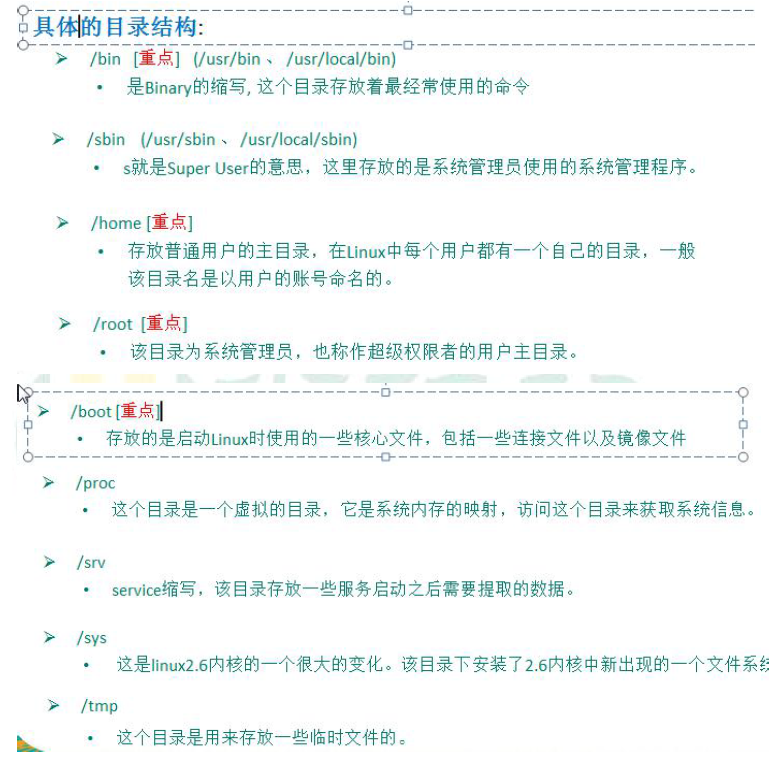 具体的目录结构:
/bin [重点] (/usr/bin 、 /usr/local/bin)
是Binary的缩写, 这个目录存放着最经常使用的命令
/sbin (/usr/sbin 、 /usr/local/sbin)
s就是Super User的意思，这里存放的是系统管理员使用的系统管理程序。
/home [重点]
存放普通用户的主目录，在Linux中每个用户都有一个自己的目录，一般
该目录名是以用户的账号命名的。
/root [重点]
该目录为系统管理员，也称作超级权限者的用户主目录。
/boot [重点]
存放的是启动Linux时使用的一些核心文件，包括一些连接文件以及镜像文件
/proc
这个目录是一个虚拟的目录，它是系统内存的映射，访问这个目录来获取系统信息。
/srv
service缩写，该目录存放一些服务启动之后需要提取的数据。
/sys
这是linux2.6内核的一个很大的变化。该目录下安装了2.6内核中新出现的一个文件系统
/tmp
这个目录是用来存放一些临时文件的。